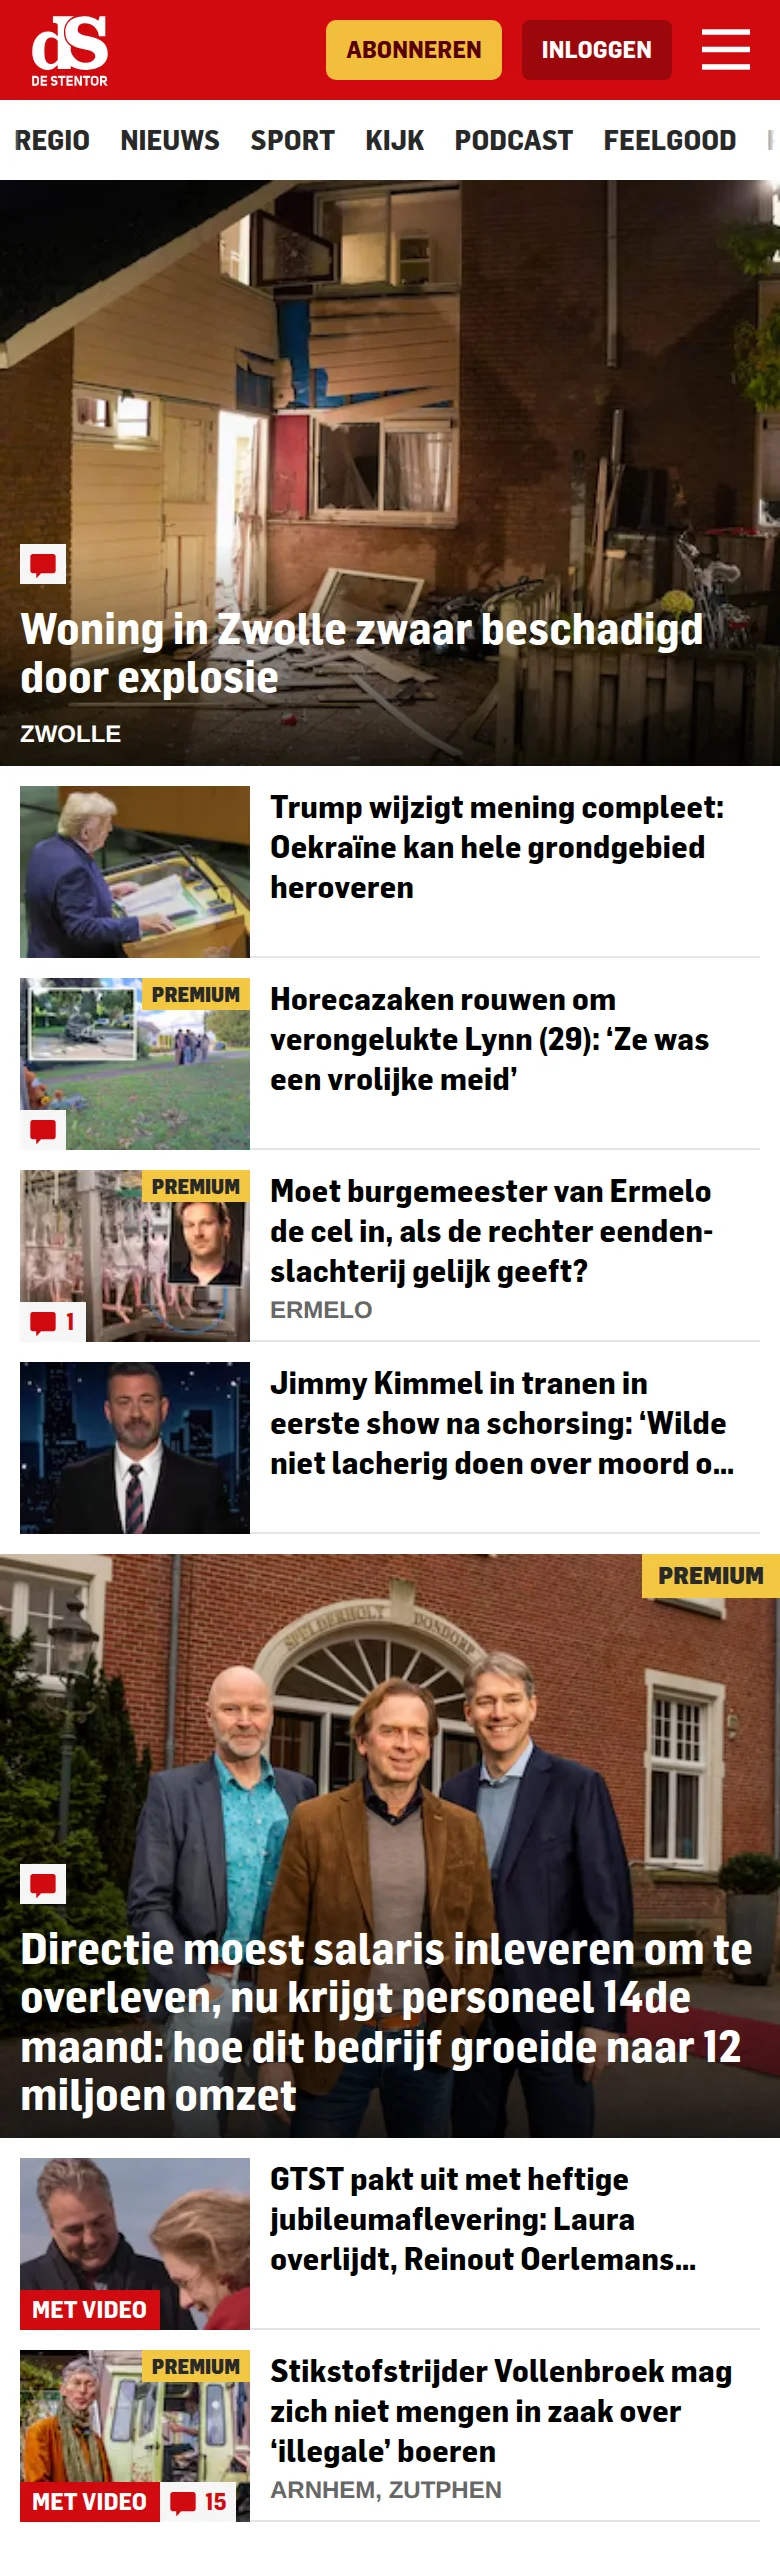 dS
DE STENTOR
ABONNEREN
INLOGGEN
REGIO NIEUWS SPORT KIJK PODCAST FEELGOOD
Woning in Zwolle zwaar beschadigd
door explosie
ZWOLLE
Trump wijzigt mening compleet:
Oekraïne kan hele grondgebied
heroveren
PREMIUM
Horecazaken rouwen om
verongelukte Lynn (29): ‘Ze was
een vrolijke meid’
PREMIUM
1
Moet burgemeester van Ermelo
de cel in, als de rechter eenden-
slachterij gelijk geeft?
ERMELO
Jimmy Kimmel in tranen in
eerste show na schorsing: ‘Wilde
niet lacherig doen over moord o...
PREMIUM
SPELDERHOLT DONDORP
Directie moest salaris inleveren om te
overleven, nu krijgt personeel 14de
maand: hoe dit bedrijf groeide naar 12
miljoen omzet
MET VIDEO
GTST pakt uit met heftige
jubileumaflevering: Laura
overlijdt, Reinout Oerlemans...
PREMIUM
MET VIDEO
15
Stikstofstrijder Vollenbroek mag
zich niet mengen in zaak over
‘illegale’ boeren
ARNHEM, ZUTPHEN